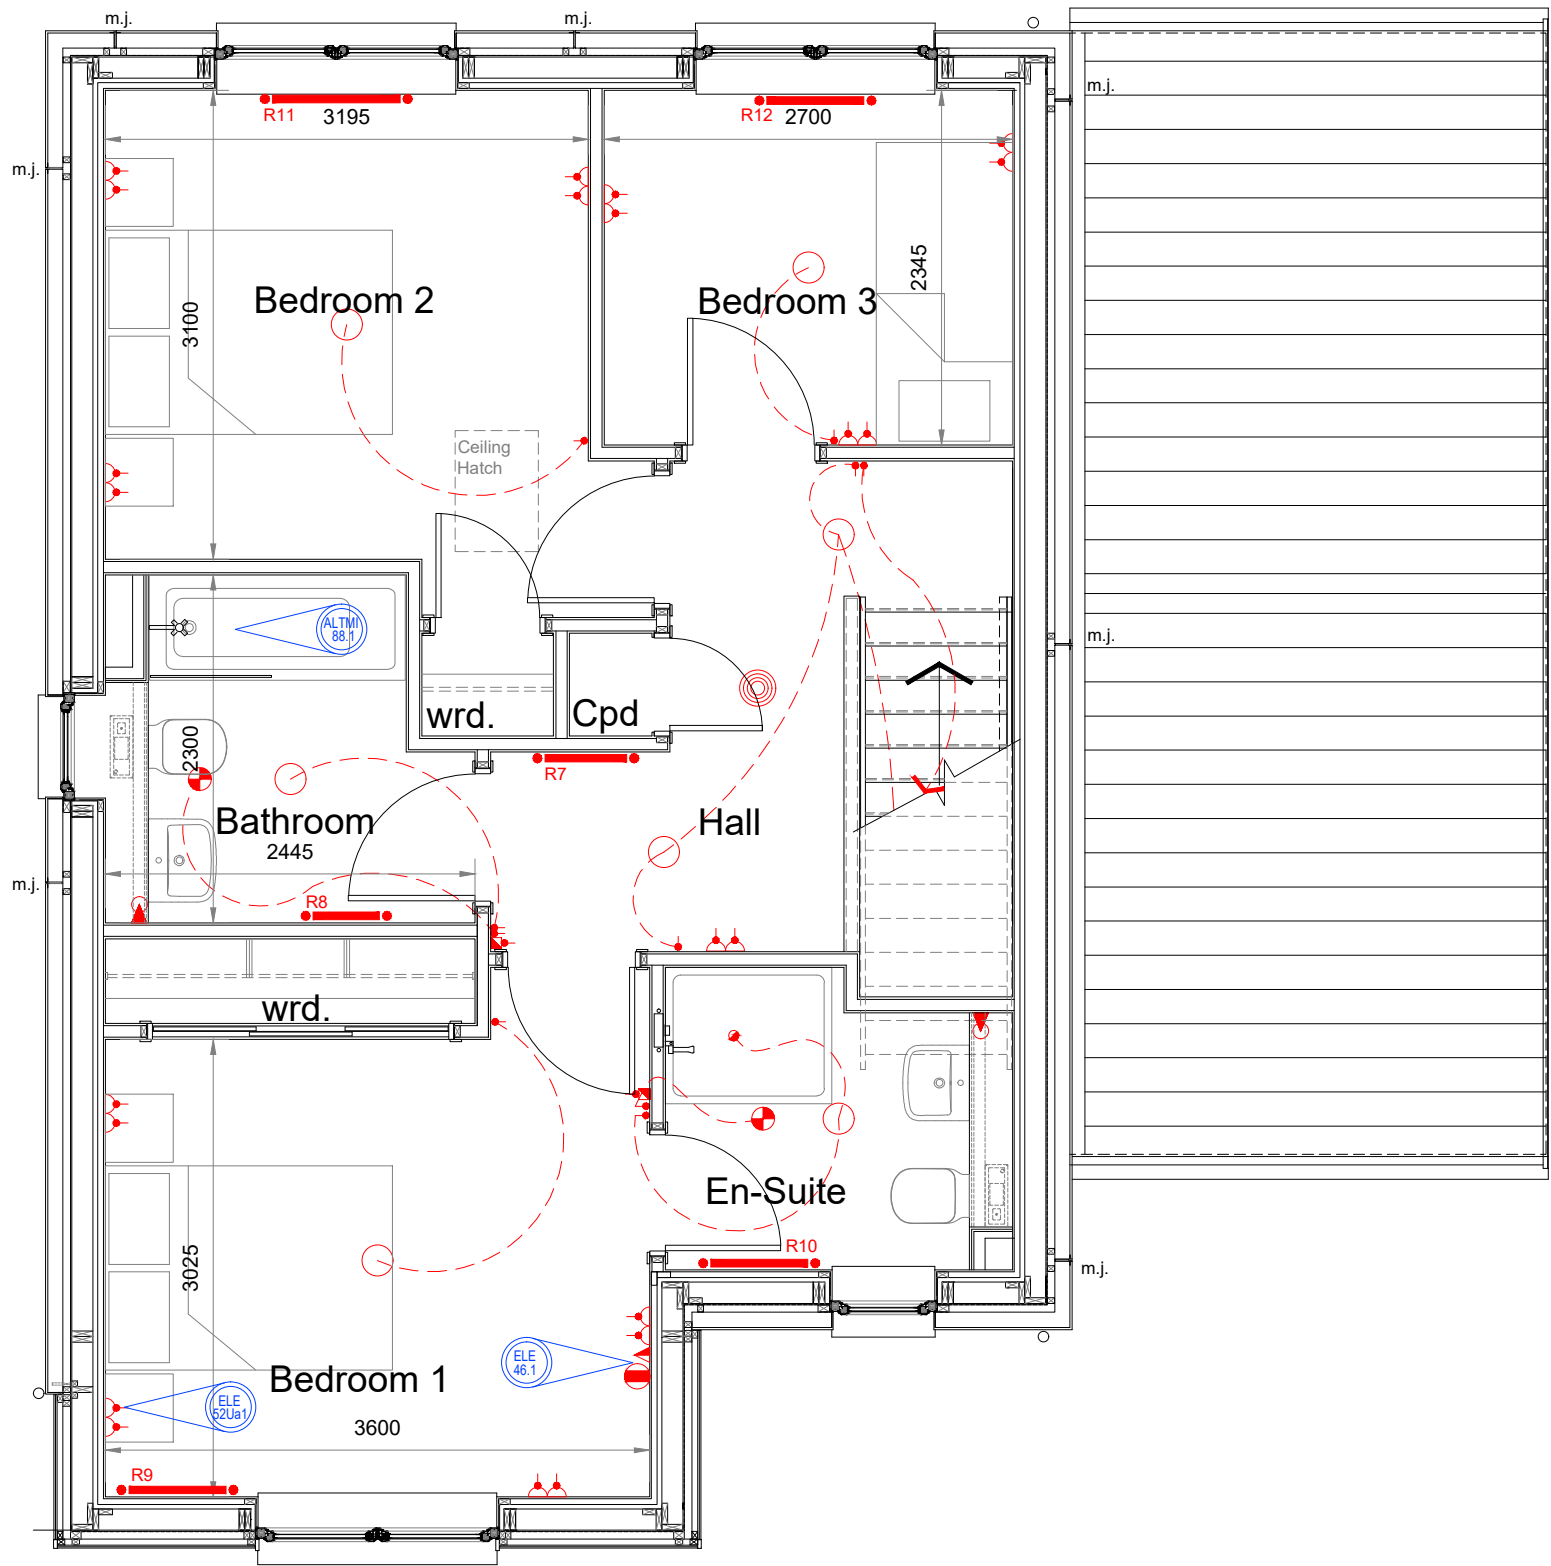 m.j.
m.j.
m.j.
R11
3195
R12
2700
m.j.
2345
Bedroom 2
Bedroom 3
3100
Ceiling
Hatch
ALTMI
88.1
m.j.
wrd.
Cpd
2300
R7
Bathroom
Hall
2445
m.j.
R8
wrd.
En-Suite
R10
3025
m.j.
ELE
46.1
Bedroom 1
ELE
52Ua1
3600
R9